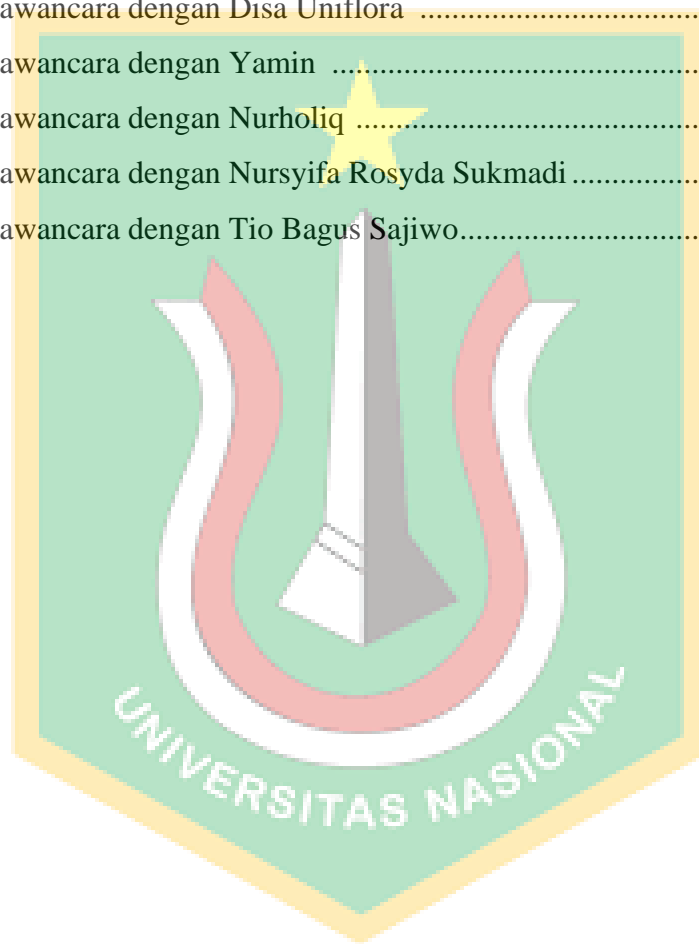 awancara dengan Disa Uniflora ........................................
awancara dengan Yamin ........................................
awancara dengan Nurholiq ........................................
awancara dengan Nursyifa Rosyda Sukmadi ........................................
awancara dengan Tio Bagus Sajiwo........................................
UNIVERSITAS NASIONAL